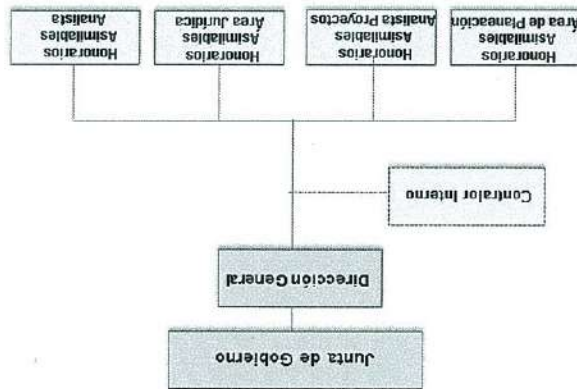 Junta de Gobierno
Dirección General
Contralor Interno
Honorarios
Asimilables
Área de Planeación
Honorarios
Asimilables
Analista Proyectos
Honorarios
Asimilables
Área Jurídica
Honorarios
Asimilables
Analista